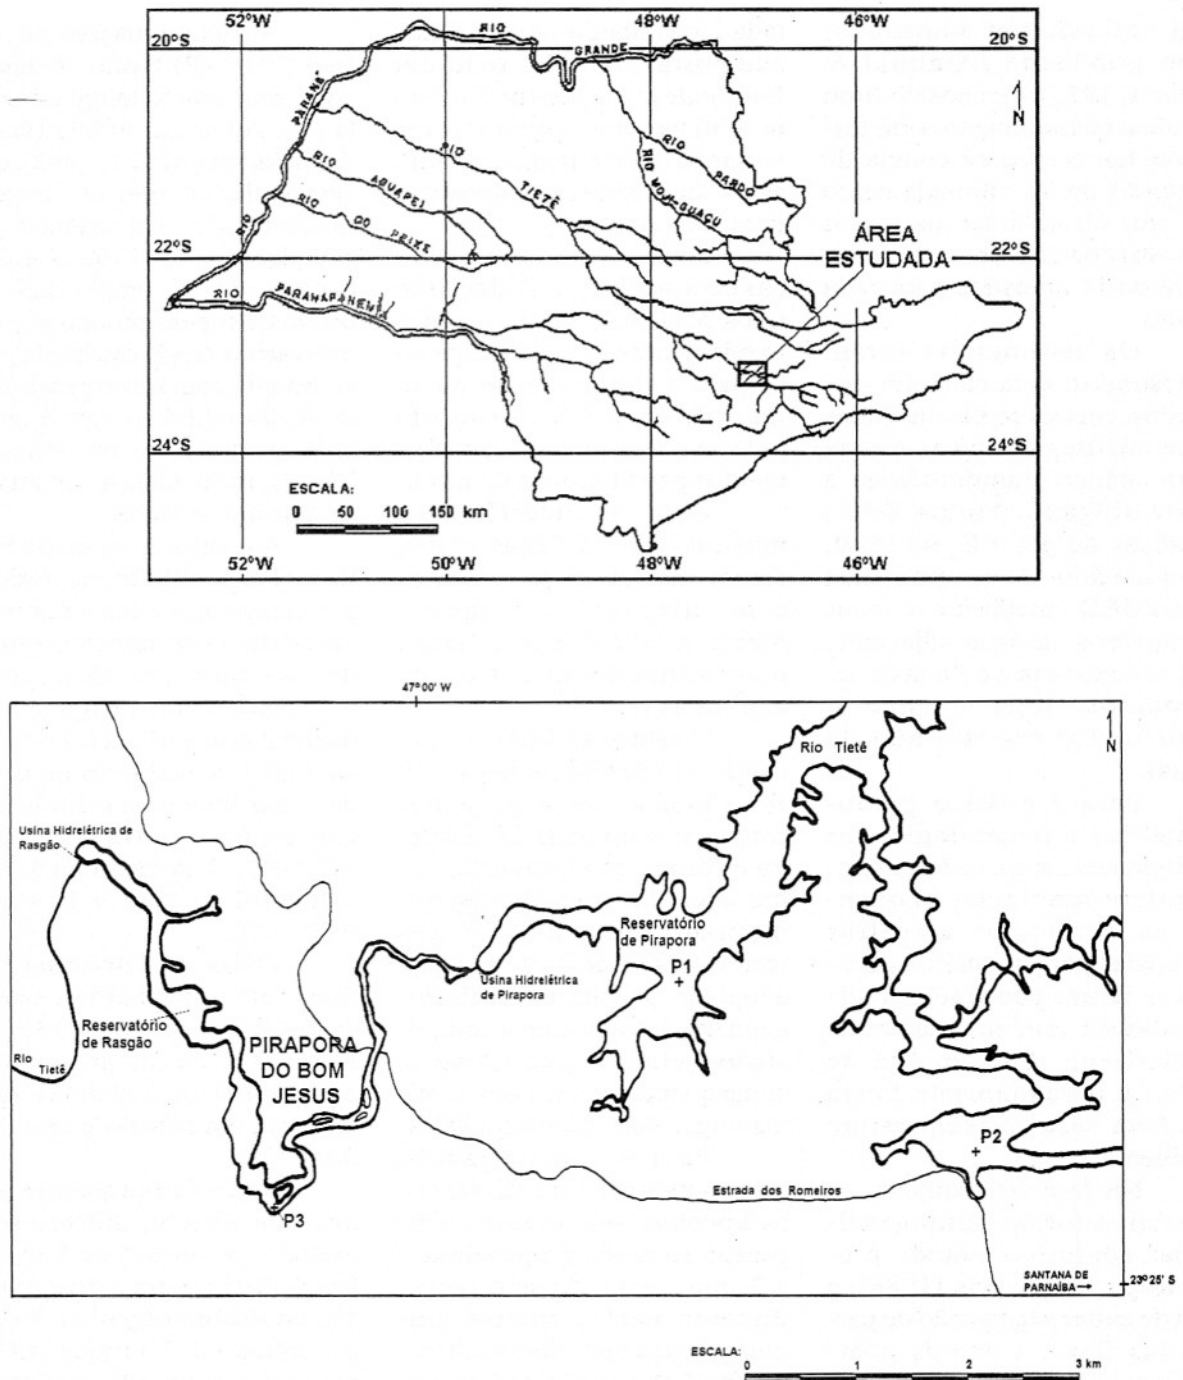 52°W
48°W
46°W
20°S
20°S
RIO
GRANDE
PARANÁ
N
RIO
RIO
AGUAPEI
RIO
TIETÊ
RIO
PARDO
RIO MOJI-GUAÇU
RIO
DO
PEIXE
RIO
22°S
22°S
ÁREA
ESTUDADA
RIO
PARANAPANEMA
24°S
24°S
ESCALA:
0 50 100 150 km
52°W
50°W
48°W
46°W
47°00' W
Rio Tietê
N
Usina Hidrelétrica de
Rasgão
Reservatório
de Pirapora
P1
Usina Hidrelétrica
de Pirapora
Reservatório
de Rasgão
PIRAPORA
DO BOM
JESUS
Rio
Tietê
P2
Estrada dos Romeiros
P3
SANTANA DE
PARNAÍBA
23°25' S
ESCALA:
0 1 2 3 km